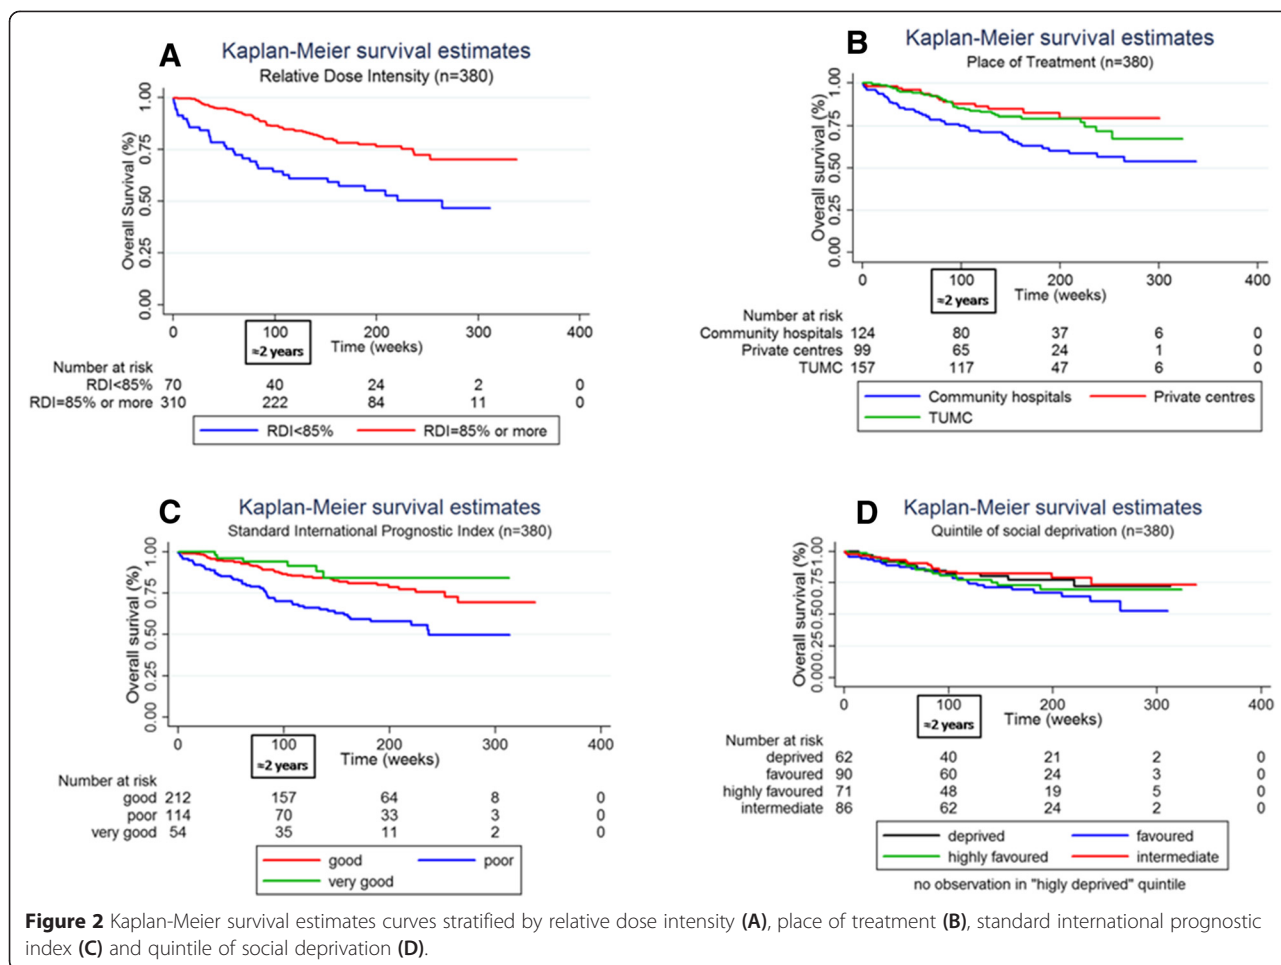 A
Kaplan-Meier survival estimates
Relative Dose Intensity (n=380)
Overall Survival (%)
1.00
0.75
0.50
0.25
0.00
0 100 200 300 400
≈2 years
Time (weeks)
Number at risk
RDI<85% 70 40 24 2 0
RDI=85% or more 310 222 84 11 0
RDI<85% RDI=85% or more
B
Kaplan-Meier survival estimates
Place of Treatment (n=380)
Overall survival (%)
1.00
0.75
0.50
0.25
0.00
0 100 200 300 400
≈2 years
Time (weeks)
Number at risk
Community hospitals 124 80 37 6 0
Private centres 99 65 24 1 0
TUMC 157 117 47 6 0
Community hospitals Private centres
TUMC
C
Kaplan-Meier survival estimates
Standard International Prognostic Index (n=380)
Overall survival (%)
1.00
0.75
0.50
0.25
0.00
0 100 200 300 400
≈2 years
Time (weeks)
Number at risk
good 212 157 64 8 0
poor 114 70 33 3 0
very good 54 35 11 2 0
good poor
very good
D
Kaplan-Meier survival estimates
Quintile of social deprivation (n=380)
Overall survival (%)
1.00
0.75
0.50
0.25
0.00
0 100 200 300 400
≈2 years
Time (weeks)
Number at risk
deprived 62 40 21 2 0
favoured 90 60 24 3 0
highly favoured 71 48 19 5 0
intermediate 86 62 24 2 0
deprived favoured
highly favoured intermediate
no observation in "higly deprived" quintile
Figure 2 Kaplan-Meier survival estimates curves stratified by relative dose intensity (A), place of treatment (B), standard international prognostic
index (C) and quintile of social deprivation (D).